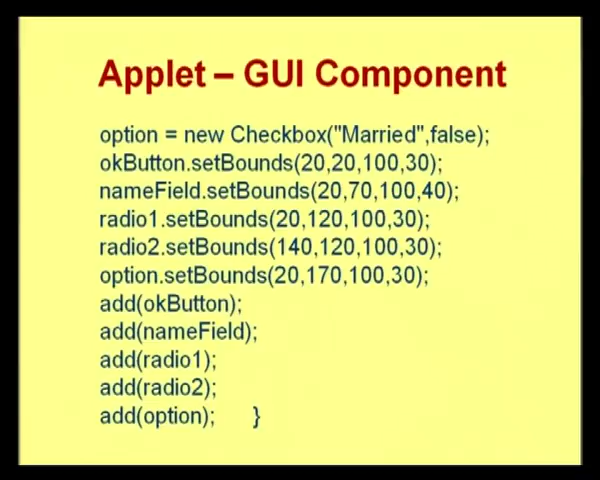 Applet – GUI Component
option = new Checkbox("Married",false);
okButton.setBounds(20,20,100,30);
nameField.setBounds(20,70,100,40);
radio1.setBounds(20,120,100,30);
radio2.setBounds(140,120,100,30);
option.setBounds(20,170,100,30);
add(okButton);
add(nameField);
add(radio1);
add(radio2);
add(option); }